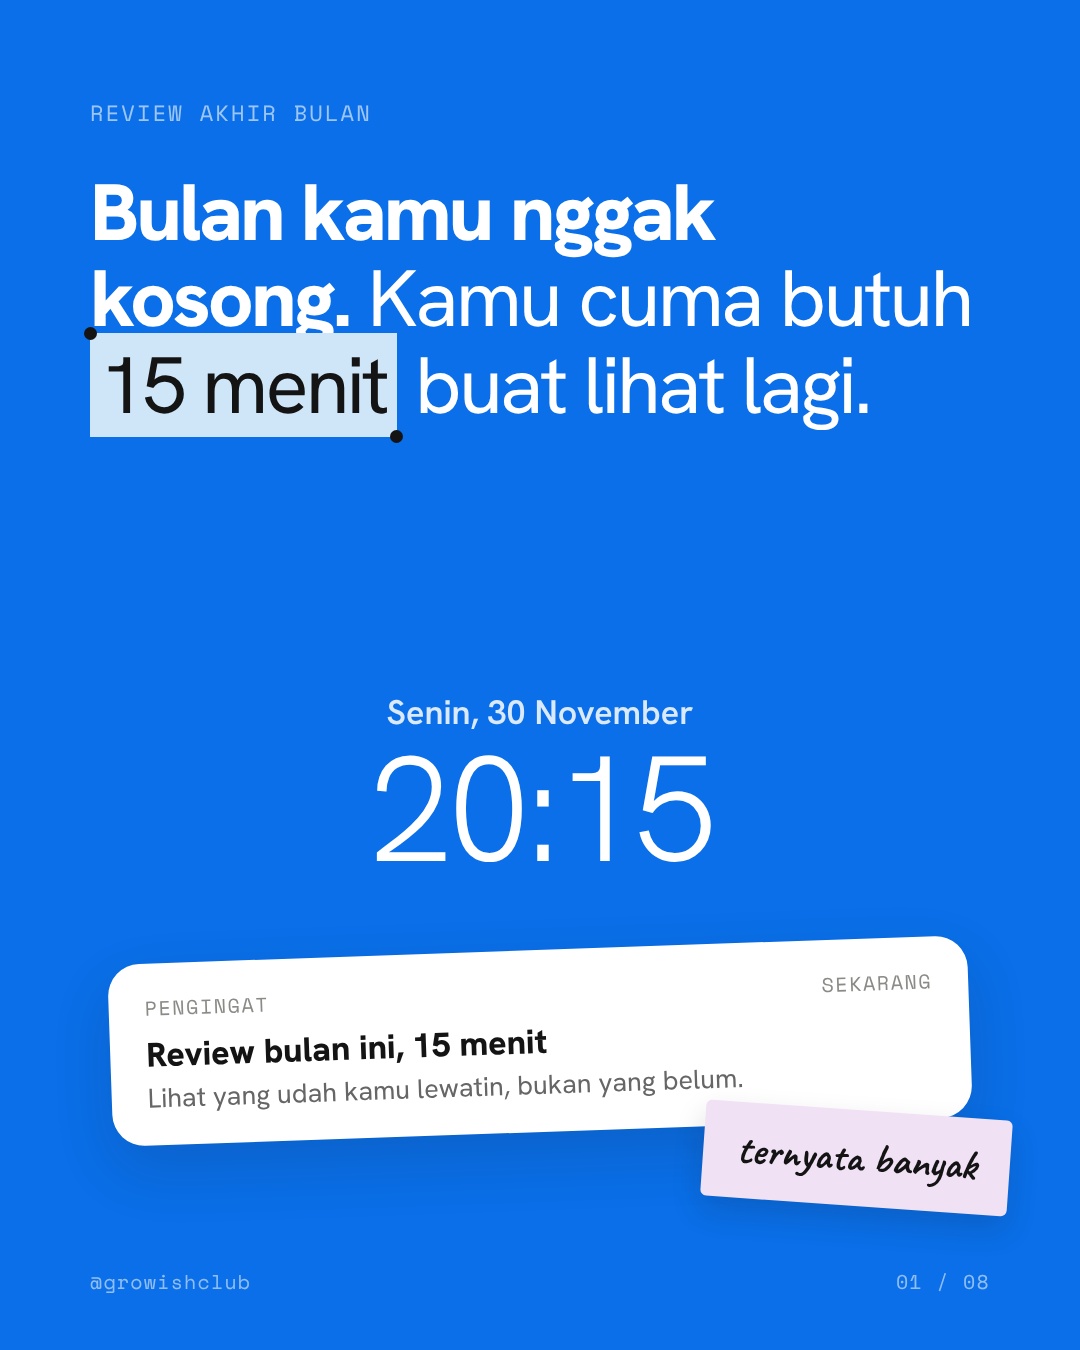 REVIEW AKHIR BULAN
Bulan kamu nggak
kosong. Kamu cuma butuh
15 menit buat lihat lagi.
Senin, 30 November
20:15
PENGINGAT
SEKARANG
Review bulan ini, 15 menit
Lihat yang udah kamu lewatin, bukan yang belum.
ternyata banyak
@growishclub
01 / 08